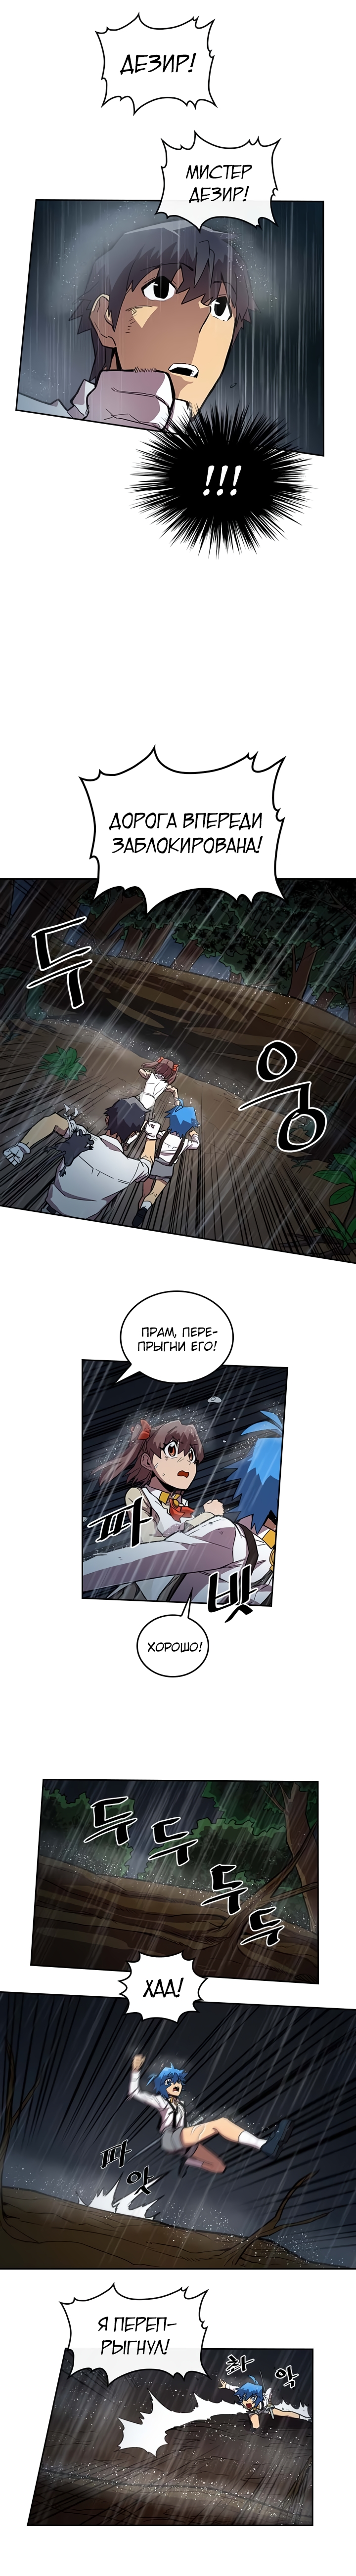 ДЕЗИР!
МИСТЕР
ДЕЗИР!
!!!
ДОРОГА ВПЕРЕДИ
ЗАБЛОКИРОВАНА!
두
웅
ПРАМ, ПЕРЕ-
ПРЫГНИ ЕГО!
파
밧
ХОРОШО!
두
두
두
두
ХАА!
파
앗
Я ПЕРЕП-
РЫГНУЛ!
촤
악